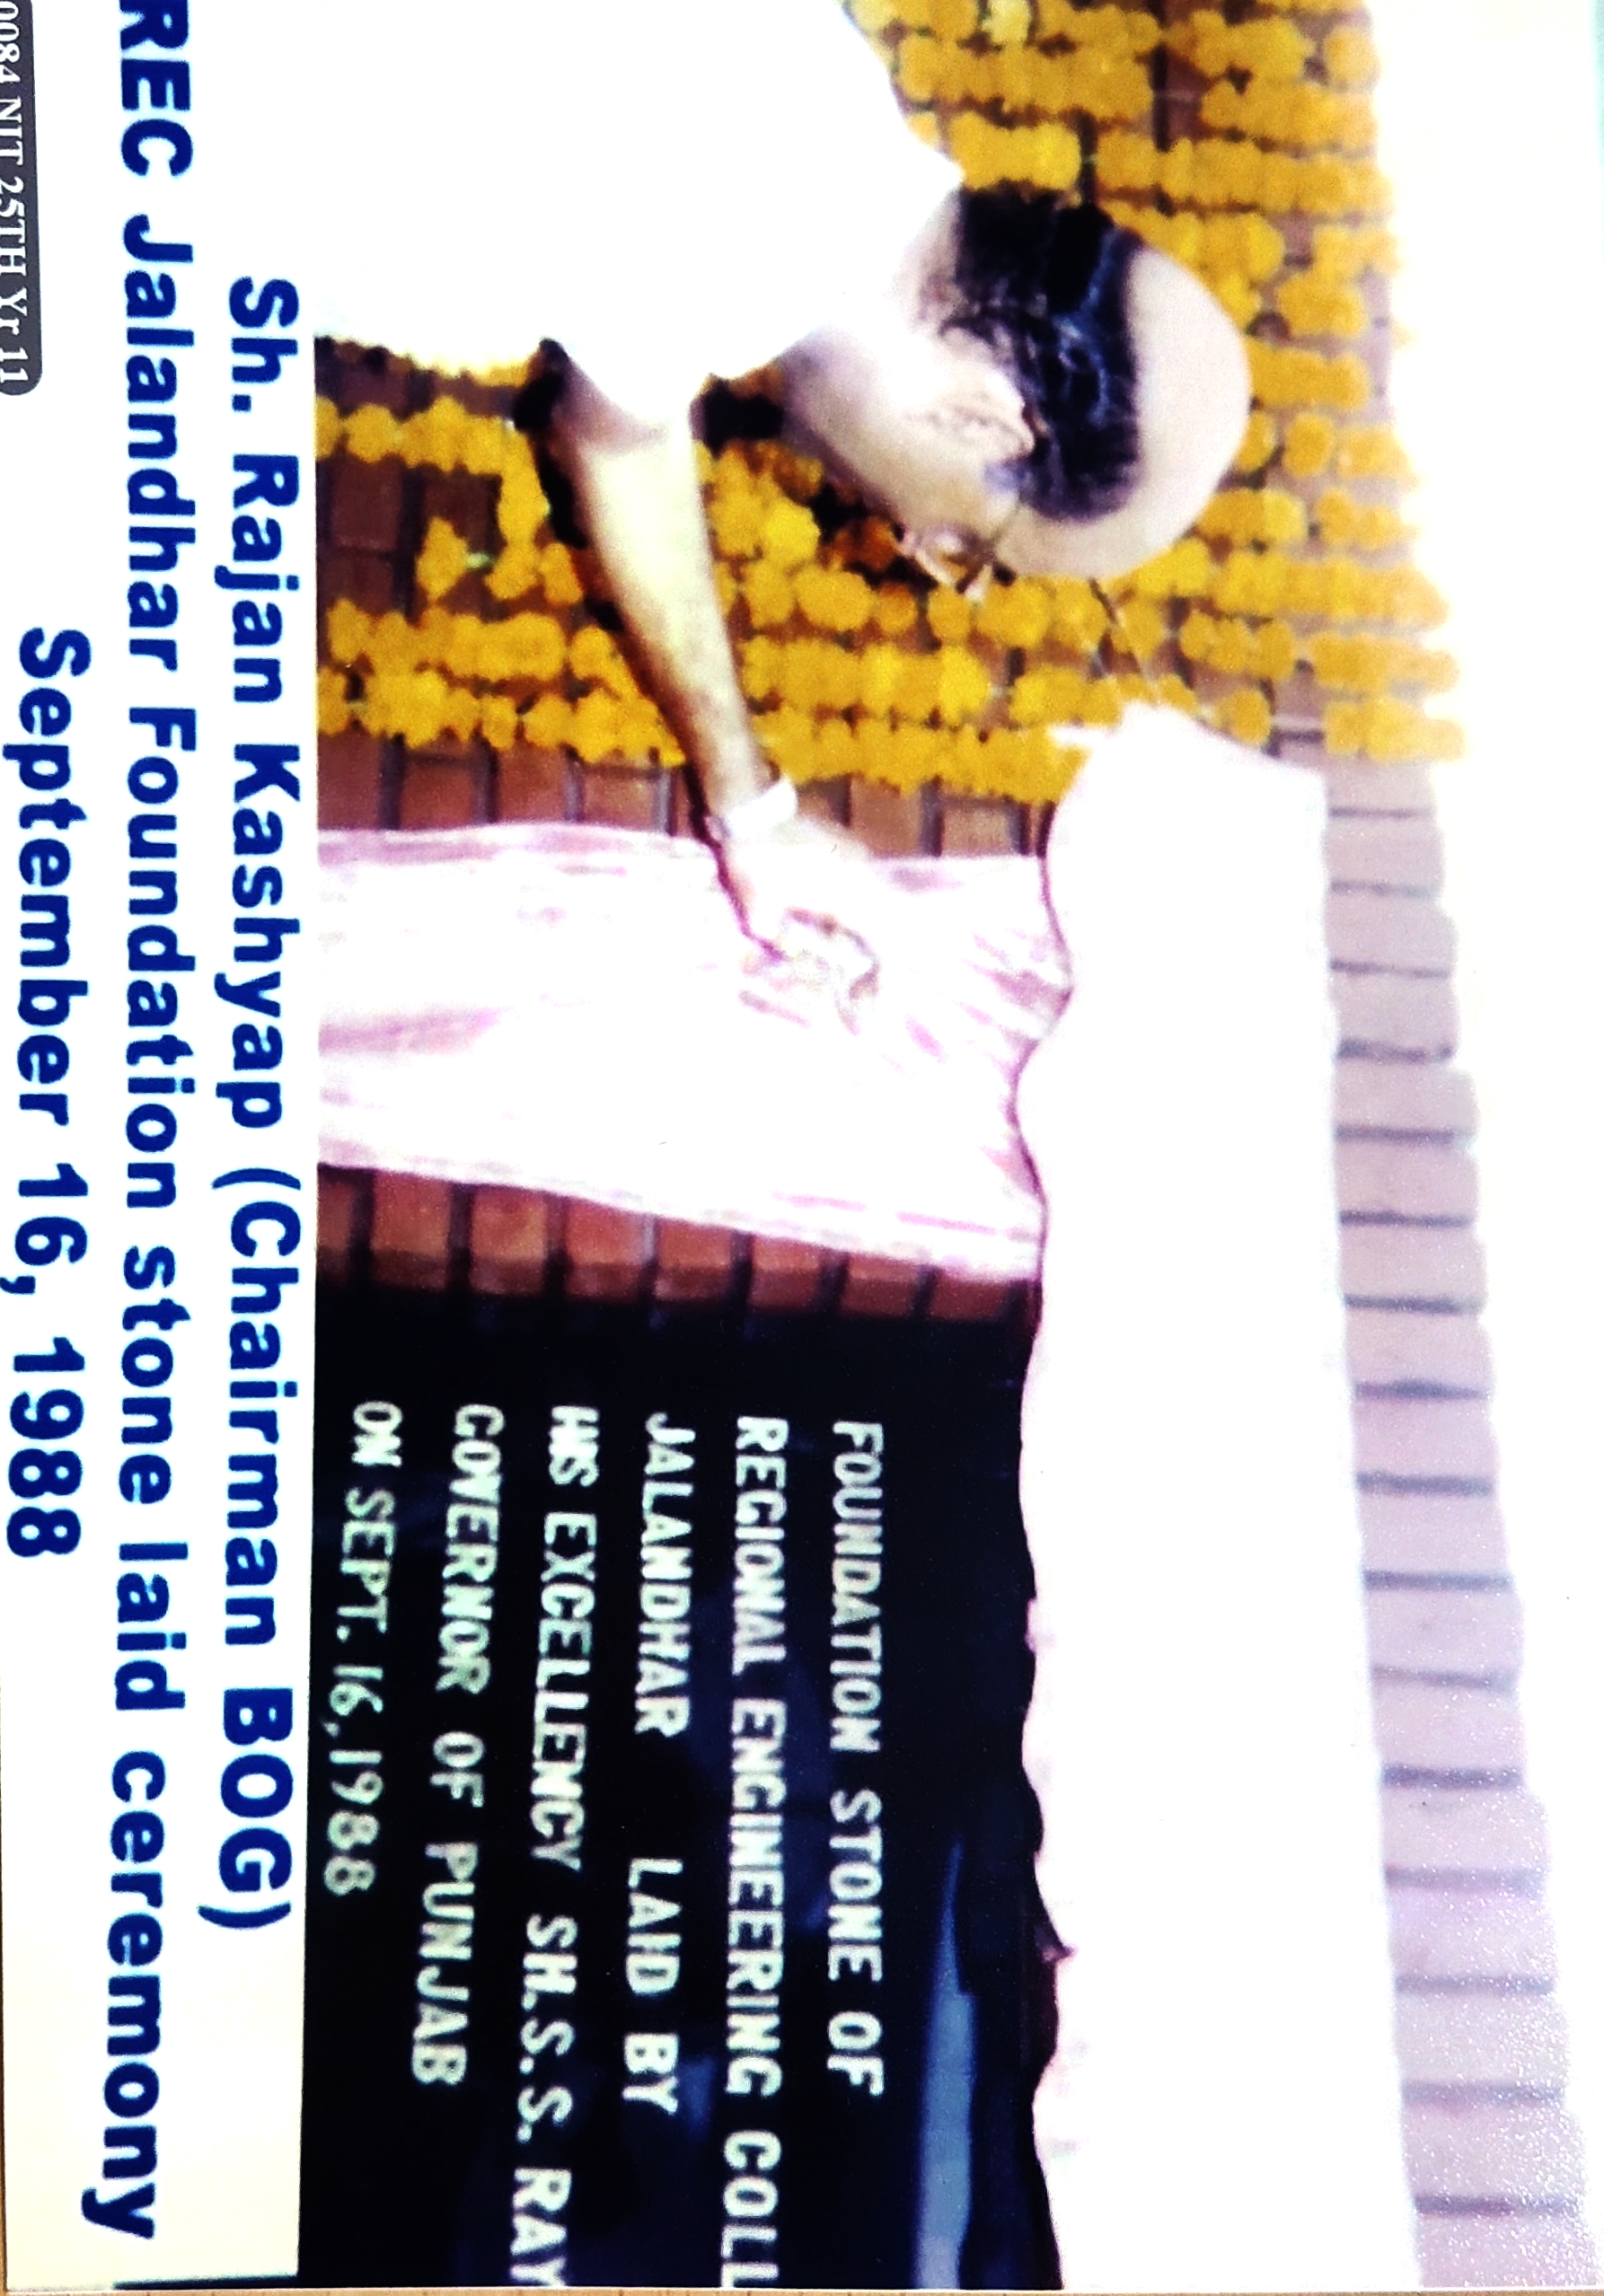 FOUNDATION STONE OF
REGIONAL ENGINEERING COLL
JALANDHAR LAID BY
HIS EXCELLENCY SH.S.S. RAY
GOVERNOR OF PUNJAB
ON SEPT. 16, 1988
Sh. Rajan Kashyap (Chairman BOG)
REC Jalandhar Foundation stone laid ceremony
September 16, 1988
0084 NIT 25TH Yr 11